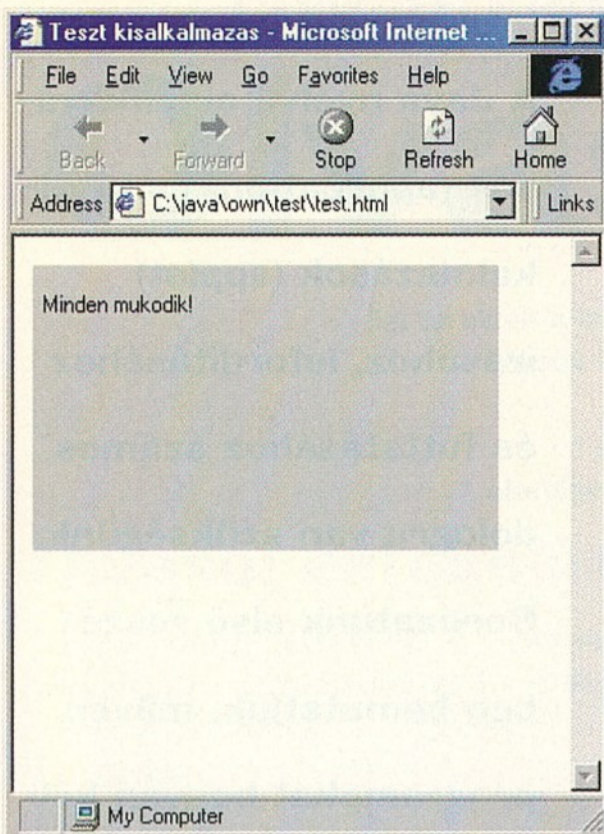 Teszt kisalkalmazas - Microsoft Internet ...
File Edit View Go Favorites Help
Back Forward Stop Refresh Home
Address C:\java\own\test\test.html Links
Minden mukodik!
My Computer